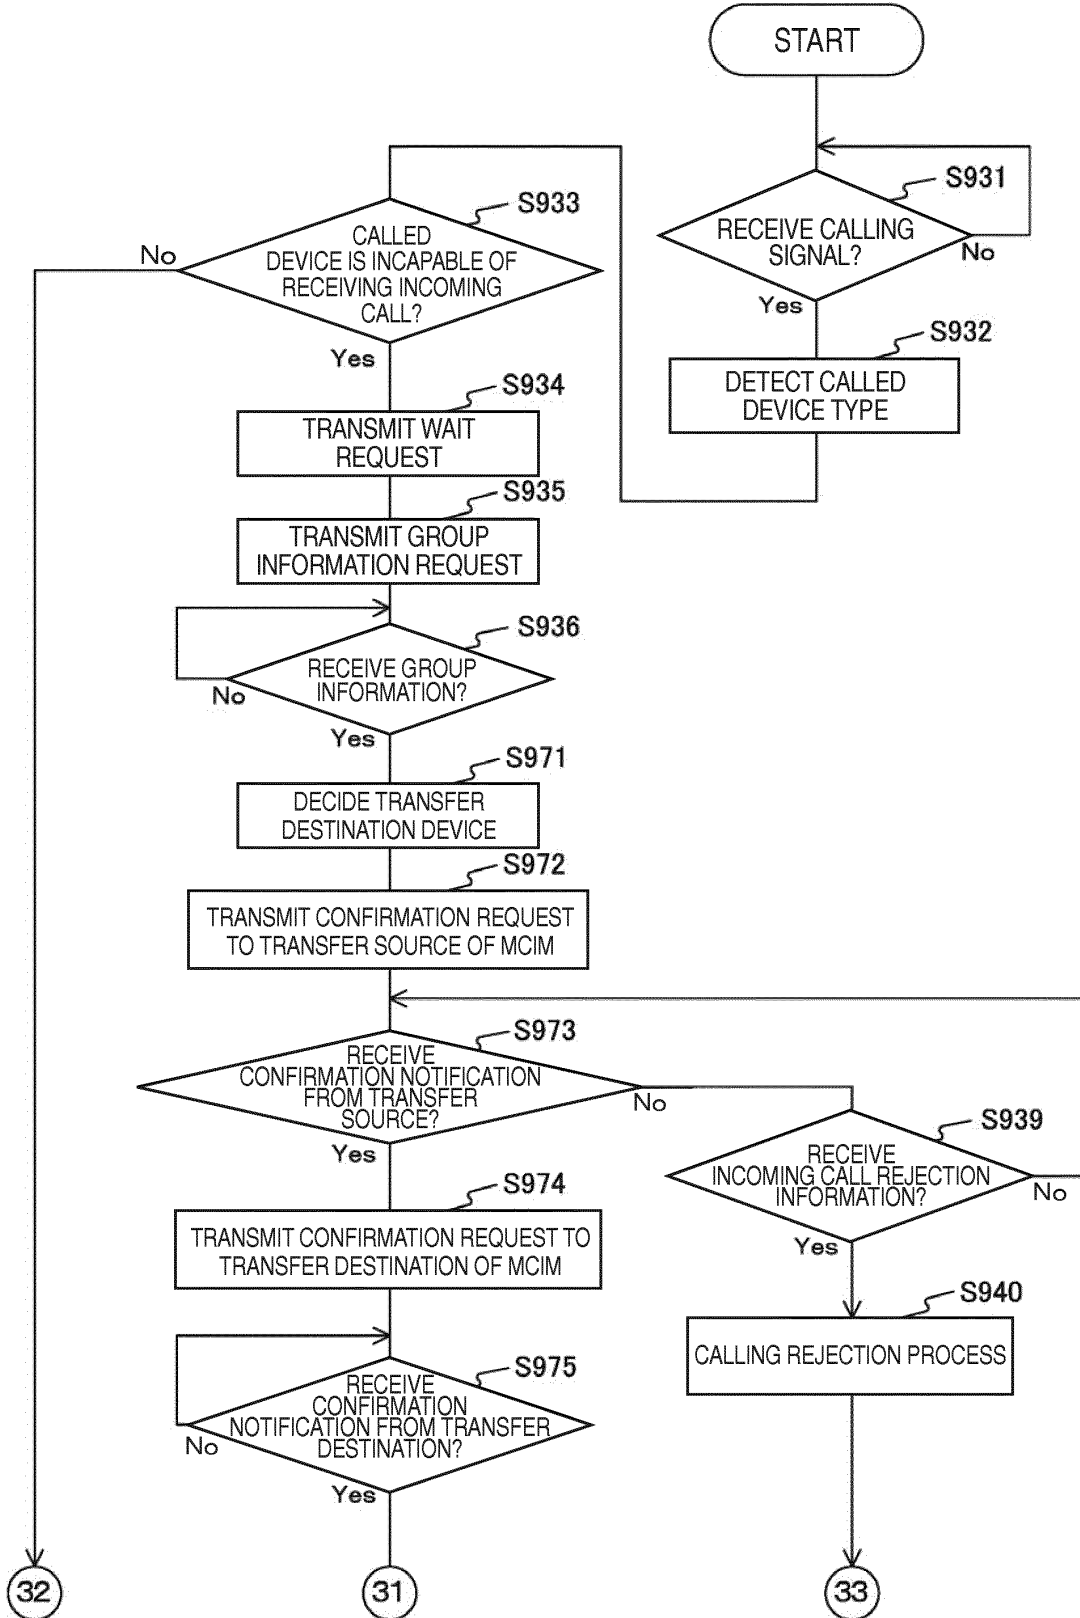 START
S931
RECEIVE CALLING
SIGNAL?
No
Yes
S932
DETECT CALLED
DEVICE TYPE
S933
CALLED
DEVICE IS INCAPABLE OF
RECEIVING INCOMING
CALL?
No
Yes
S934
TRANSMIT WAIT
REQUEST
S935
TRANSMIT GROUP
INFORMATION REQUEST
S936
RECEIVE GROUP
INFORMATION?
No
Yes
S971
DECIDE TRANSFER
DESTINATION DEVICE
S972
TRANSMIT CONFIRMATION REQUEST
TO TRANSFER SOURCE OF MCIM
S973
RECEIVE
CONFIRMATION NOTIFICATION
FROM TRANSFER
SOURCE?
No
Yes
S939
RECEIVE
INCOMING CALL REJECTION
INFORMATION?
No
Yes
S974
TRANSMIT CONFIRMATION REQUEST TO
TRANSFER DESTINATION OF MCIM
S940
CALLING REJECTION PROCESS
S975
RECEIVE
CONFIRMATION
NOTIFICATION FROM TRANSFER
DESTINATION?
No
Yes
32
31
33